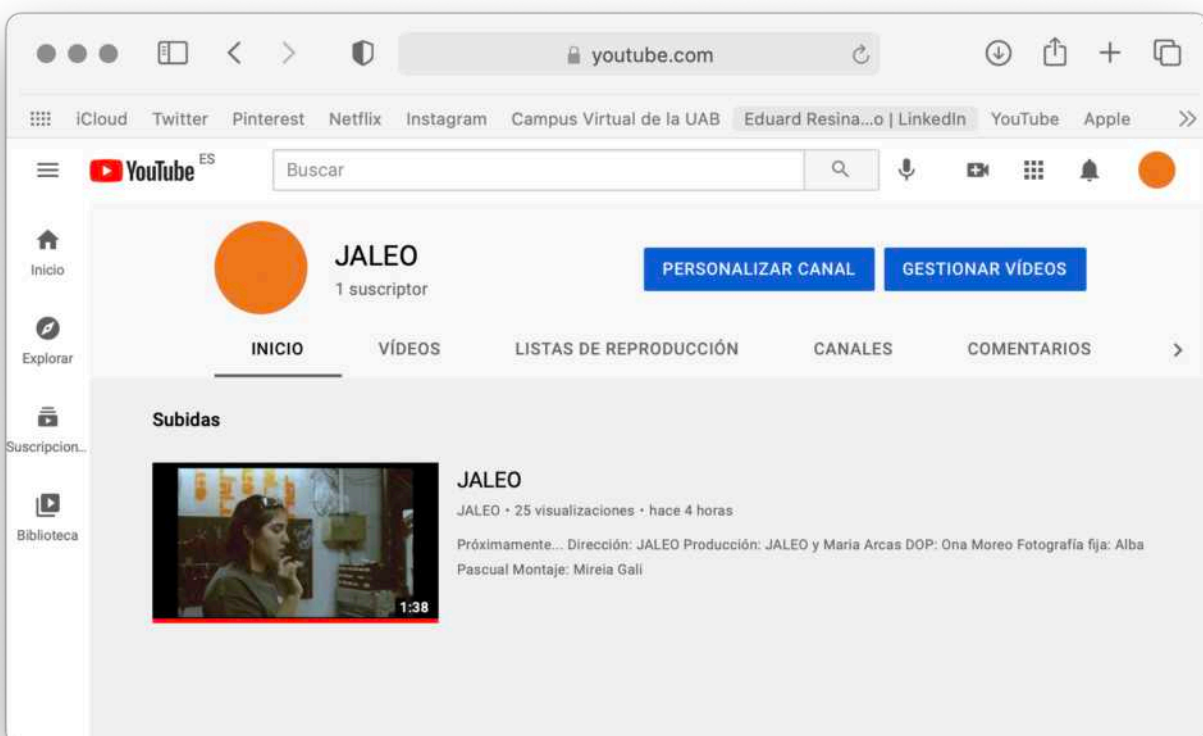 youtube.com
iCloud Twitter Pinterest Netflix Instagram Campus Virtual de la UAB Eduard Resina...o | LinkedIn YouTube Apple
YouTube ES
Buscar
Inicio
Explorar
Suscripcion...
Biblioteca
JALEO
1 suscriptor
PERSONALIZAR CANAL GESTIONAR VÍDEOS
INICIO VÍDEOS LISTAS DE REPRODUCCIÓN CANALES COMENTARIOS
Subidas
1:38
JALEO
JALEO • 25 visualizaciones • hace 4 horas
Próximamente... Dirección: JALEO Producción: JALEO y Maria Arcas DOP: Ona Moreo Fotografía fija: Alba
Pascual Montaje: Mireia Gali